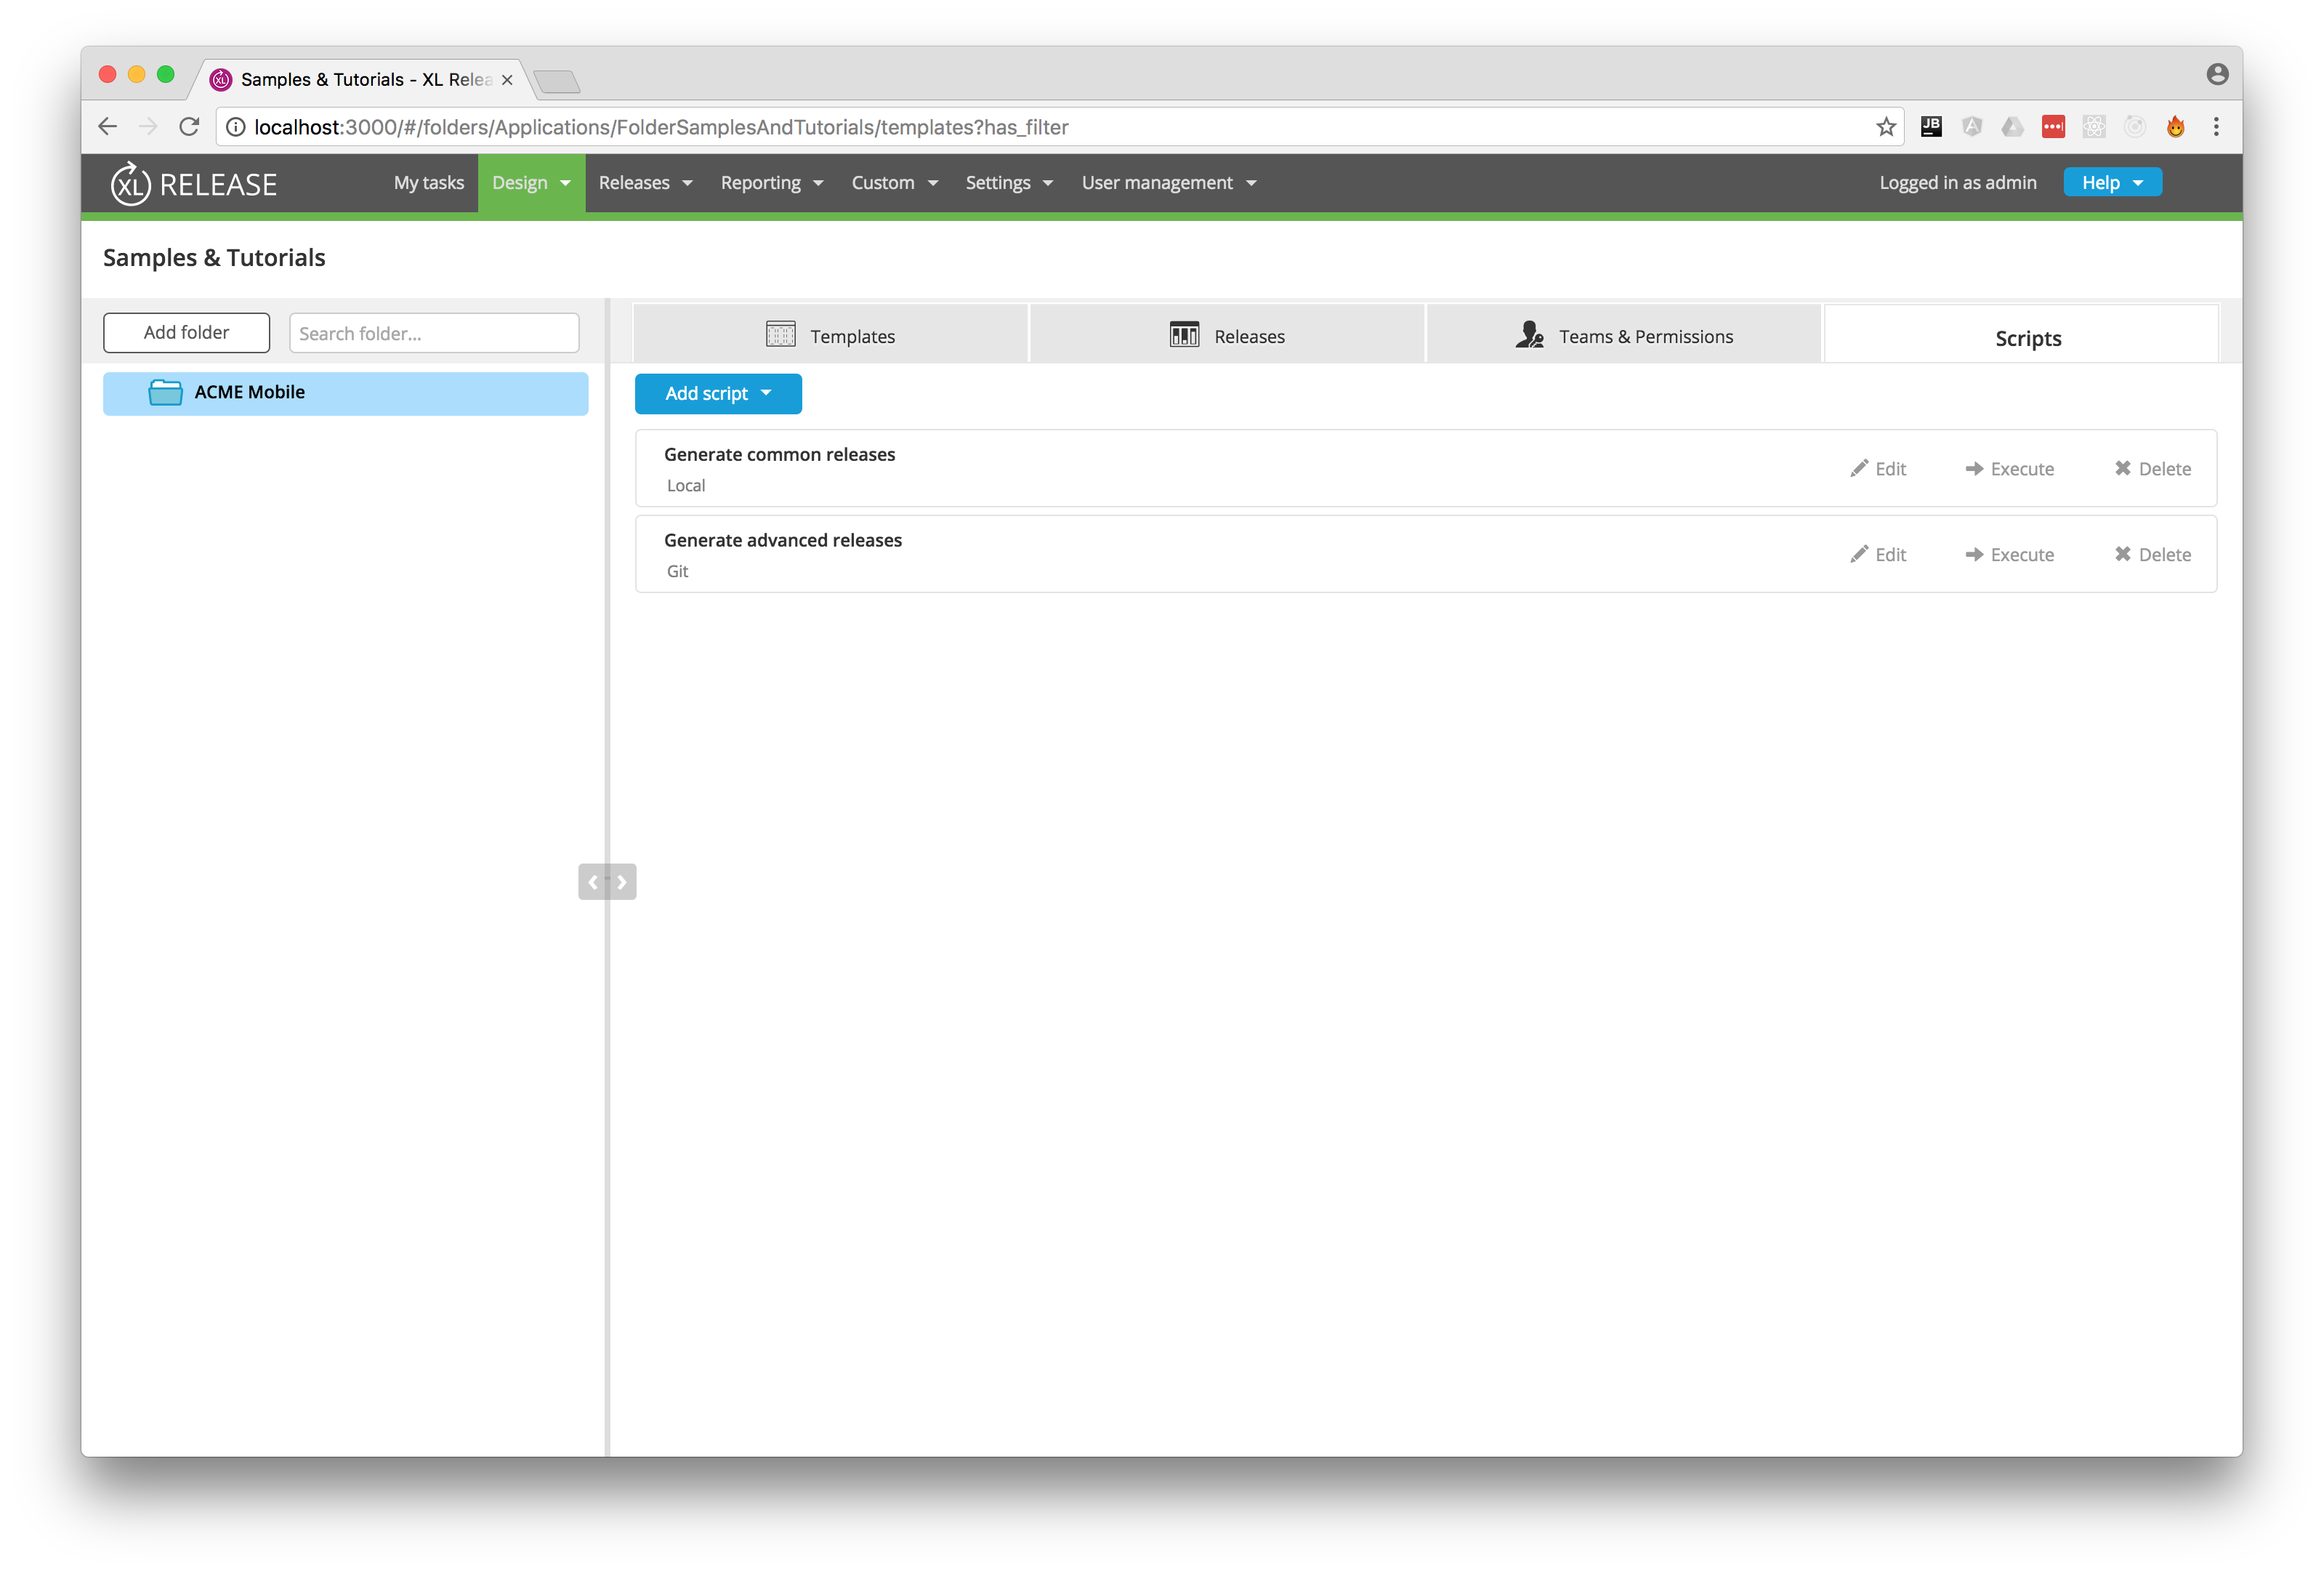 Samples & Tutorials - XL Relea
localhost:3000/#/folders/Applications/FolderSamplesAndTutorials/templates?has_filter
JB
XL RELEASE My tasks Design Releases Reporting Custom Settings User management Logged in as admin Help
Samples & Tutorials
Add folder Search folder... Templates Releases Teams & Permissions Scripts
ACME Mobile
Add script
Generate common releases
Local
Edit Execute Delete
Generate advanced releases
Git
Edit Execute Delete